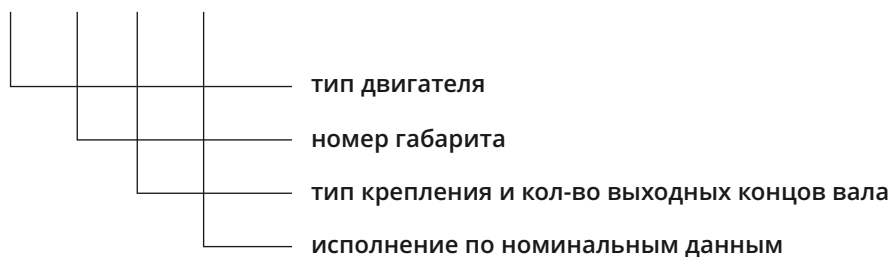 тип двигателя
номер габарита
тип крепления и кол-во выходных концов вала
исполнение по номинальным данным